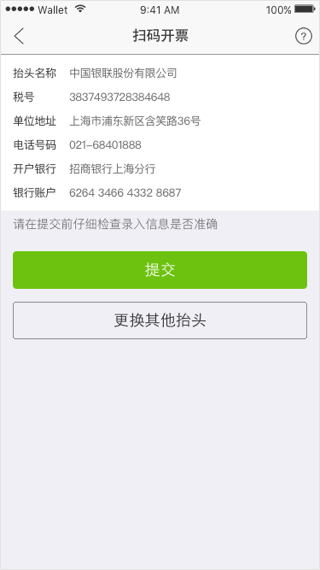 Wallet 9:41 AM 100%
扫码开票 ?
抬头名称 中国银联股份有限公司
税号 3837493728384648
单位地址 上海市浦东新区含笑路36号
电话号码 021-68401888
开户银行 招商银行上海分行
银行账户 6264 3466 4332 8687
请在提交前仔细检查录入信息是否准确
提交
更换其他抬头